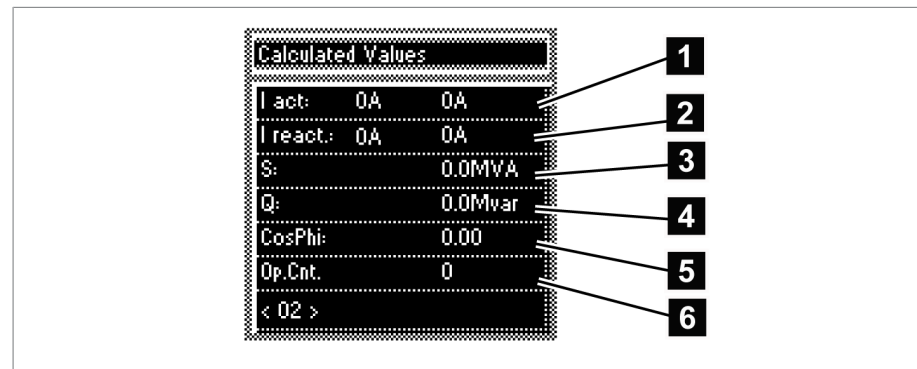 Calculated Values
I act: 0A 0A 1
I react.: 0A 0A 2
S: 0.0MVA 3
Q: 0.0Mvar 4
CosPhi: 0.00 5
Op.Cnt. 0 6
< 02 >